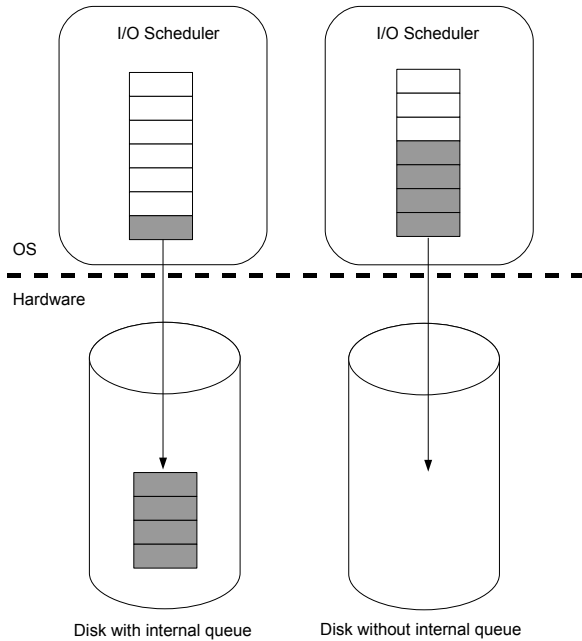 I/O Scheduler
I/O Scheduler
OS
Hardware
Disk with internal queue
Disk without internal queue